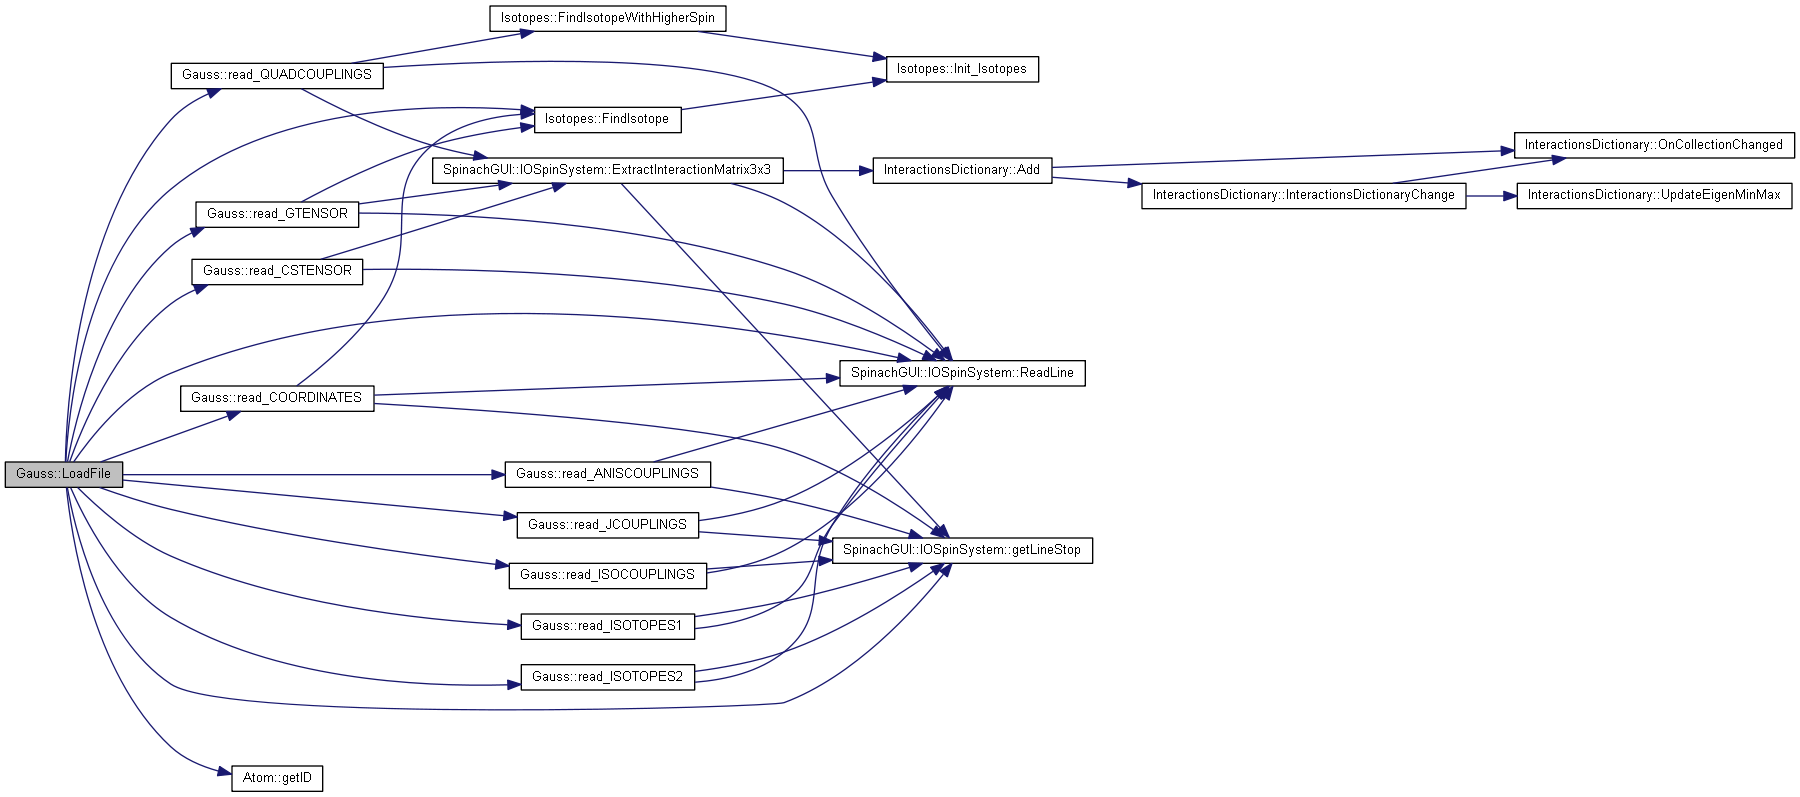 Isotopes::FindIsotopeWithHigherSpin
Isotopes::Init_Isotopes
Gauss::read_QUADCOUPLINGS
Isotopes::FindIsotope
InteractionsDictionary::OnCollectionChanged
SpinachGUI::IOSpinSystem::ExtractInteractionMatrix3x3
InteractionsDictionary::Add
InteractionsDictionary::InteractionsDictionaryChange
InteractionsDictionary::UpdateEigenMinMax
Gauss::read_GTENSOR
Gauss::read_CSTENSOR
SpinachGUI::IOSpinSystem::ReadLine
Gauss::read_COORDINATES
Gauss::LoadFile
Gauss::read_ANISCOUPLINGS
Gauss::read_JCOUPLINGS
SpinachGUI::IOSpinSystem::getLineStop
Gauss::read_ISOCOUPLINGS
Gauss::read_ISOTOPES1
Gauss::read_ISOTOPES2
Atom::getID